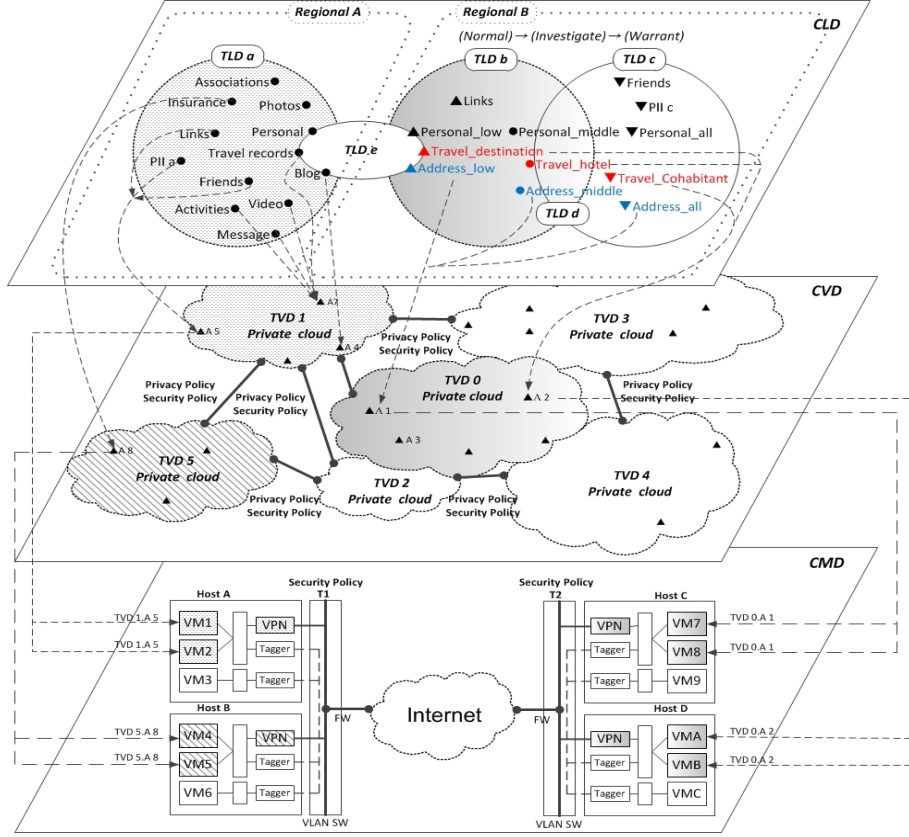 Regional A
Regional B
CLD
(Normal) → (Investigate) → (Warrant)
TLD a
TLD b
TLD c
Associations
Insurance
Photos
Links
Personal
Travel records
TLD e
PII a
Blog
Friends
Activities
Video
Message
Links
Personal_low
Personal_middle
Travel_destination
Travel_hotel
Address_low
Address_middle
TLD d
Friends
PII c
Personal_all
Travel_Cohabitant
Address_all
CVD
A7
TVD 1
Private cloud
A 5
A 4
TVD 3
Private cloud
Privacy Policy
Security Policy
Privacy Policy
Security Policy
Privacy Policy
Security Policy
Privacy Policy
Security Policy
TVD 0
Private cloud
A 1
A 2
A 3
TVD 5
Private cloud
A 8
TVD 2
Private cloud
TVD 4
Private cloud
Privacy Policy
Security Policy
Privacy Policy
Security Policy
CMD
Security Policy
T1
Security Policy
T2
Host A
TVD 1.A 5
VM1
VPN
TVD 1.A 5
VM2
Tagger
VM3
Tagger
Host B
TVD 5.A 8
VM4
VPN
TVD 5.A 8
VM5
Tagger
VM6
Tagger
FW
VLAN SW
Internet
FW
VLAN SW
Host C
VPN
VM7
TVD 0.A 1
Tagger
VM8
TVD 0.A 1
Tagger
VM9
Host D
VPN
VMA
TVD 0.A 2
Tagger
VMB
TVD 0.A 2
Tagger
VMC